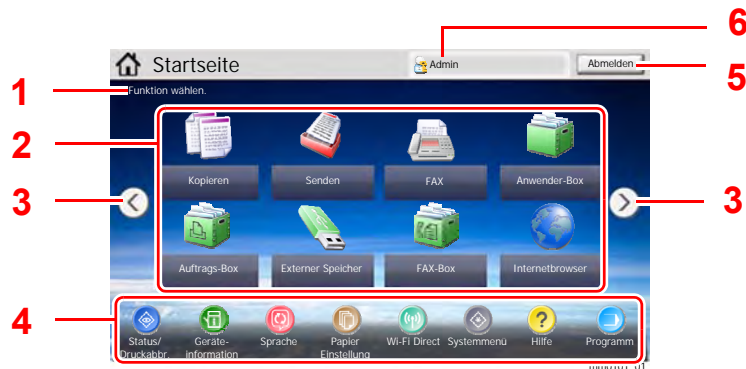 6
Startseite
Admin
Abmelden
5
1
Funktion wählen.
2
Kopieren
Senden
FAX
Anwender-Box
3
3
Auftrags-Box
Externer Speicher
FAX-Box
Internetbrowser
4
Status/
Druckabbr.
Geräte-
information
Sprache
Papier
Einstellung
Wi-Fi Direct
Systemmenü
Hilfe
Programm